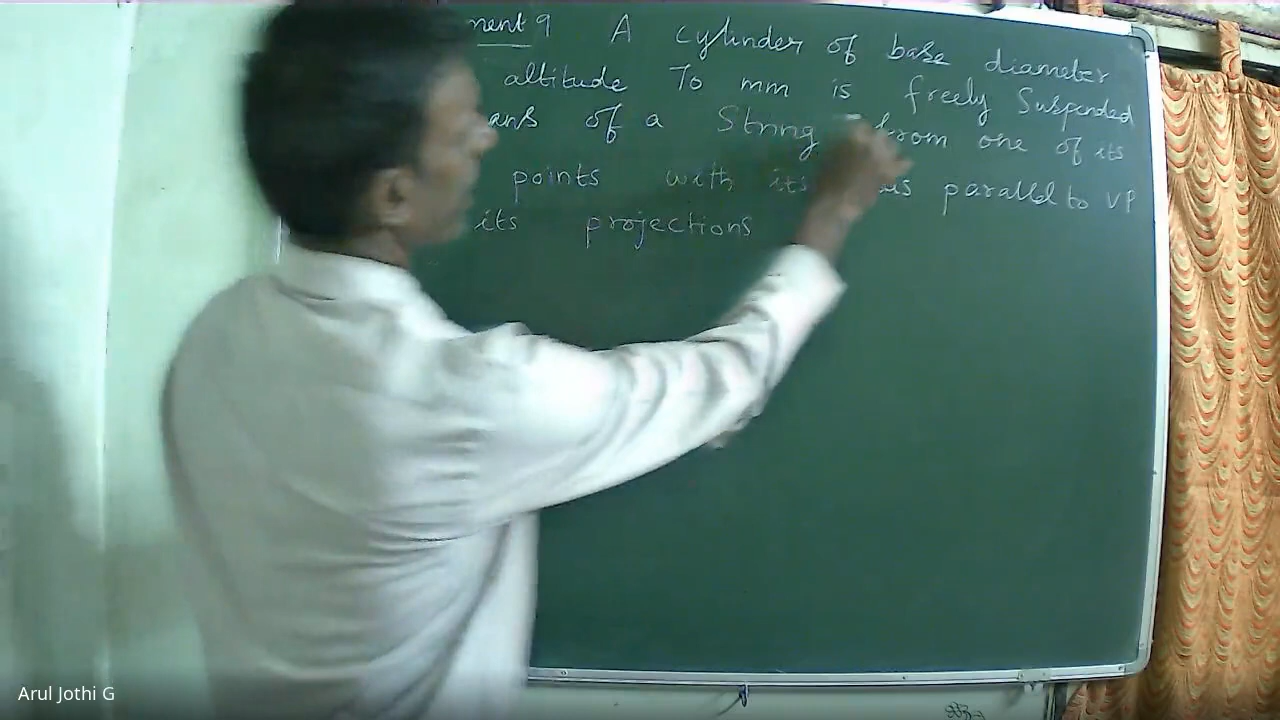 ment 9 A cylinder of base diameter
altitude 70 mm is freely Suspended
ans of a String from one of its
points with its parallel to VP
its projections
Arul Jothi G